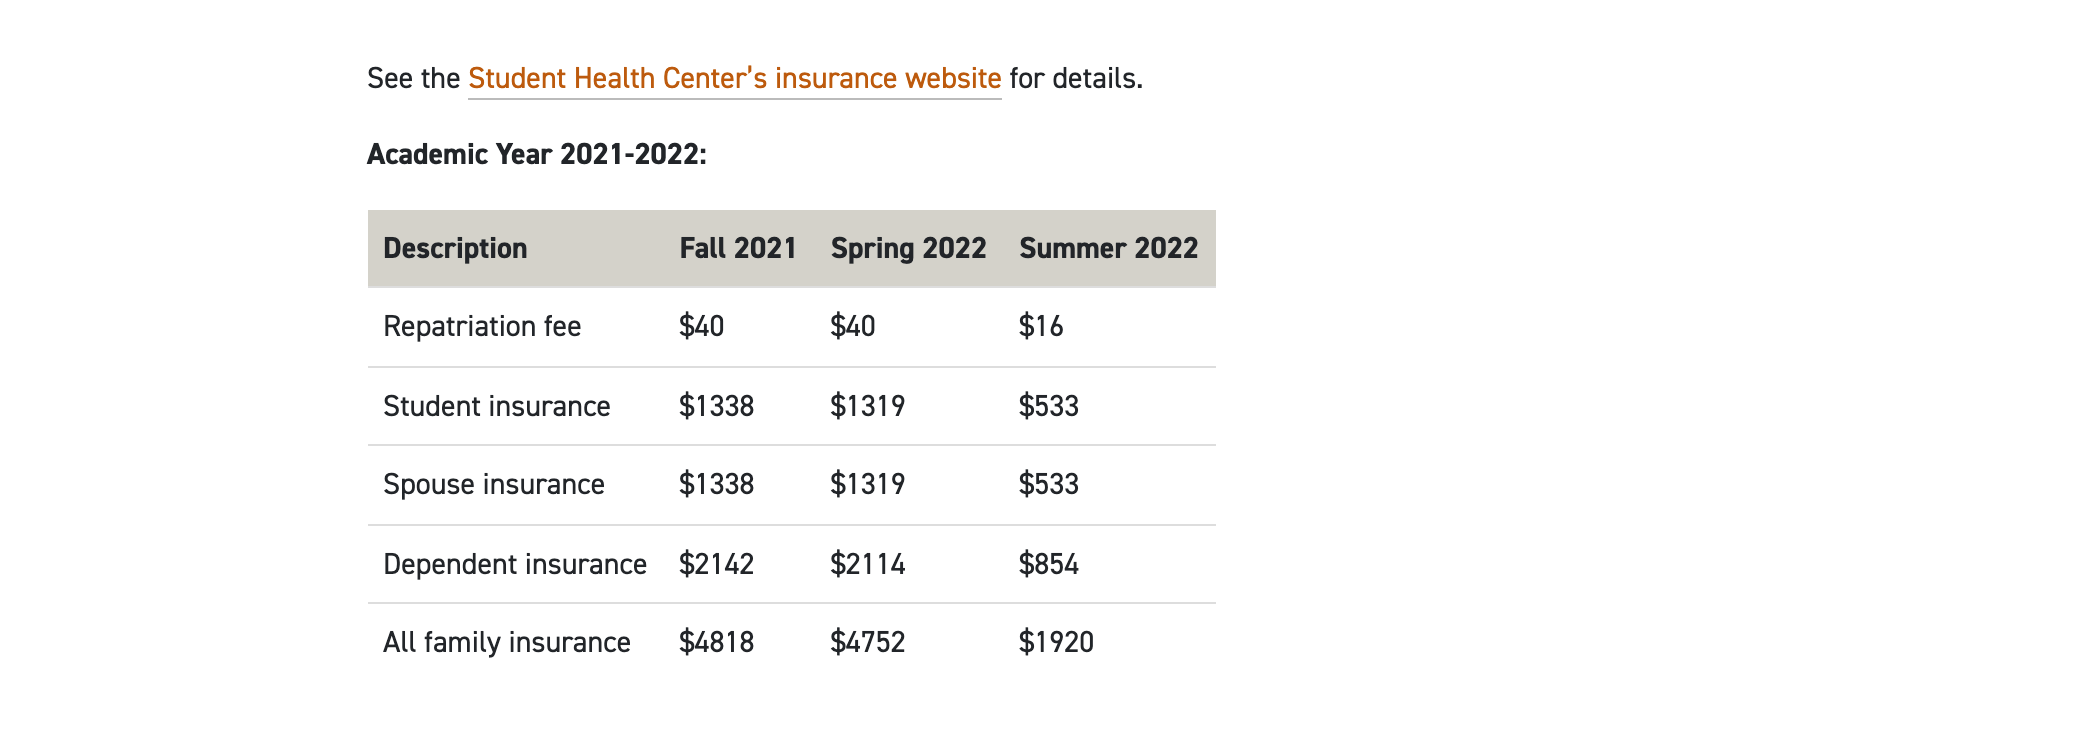 See the Student Health Center's insurance website for details.
Academic Year 2021-2022:
Description Fall 2021 Spring 2022 Summer 2022
Repatriation fee $40 $40 $16
Student insurance $1338 $1319 $533
Spouse insurance $1338 $1319 $533
Dependent insurance $2142 $2114 $854
All family insurance $4818 $4752 $1920